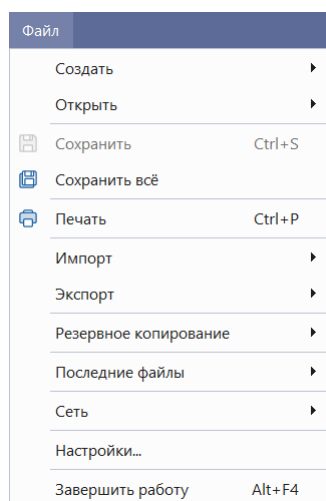 Файл
Создать
Открыть
Сохранить Ctrl+S
Сохранить всё
Печать Ctrl+P
Импорт
Экспорт
Резервное копирование
Последние файлы
Сеть
Настройки...
Завершить работу Alt+F4